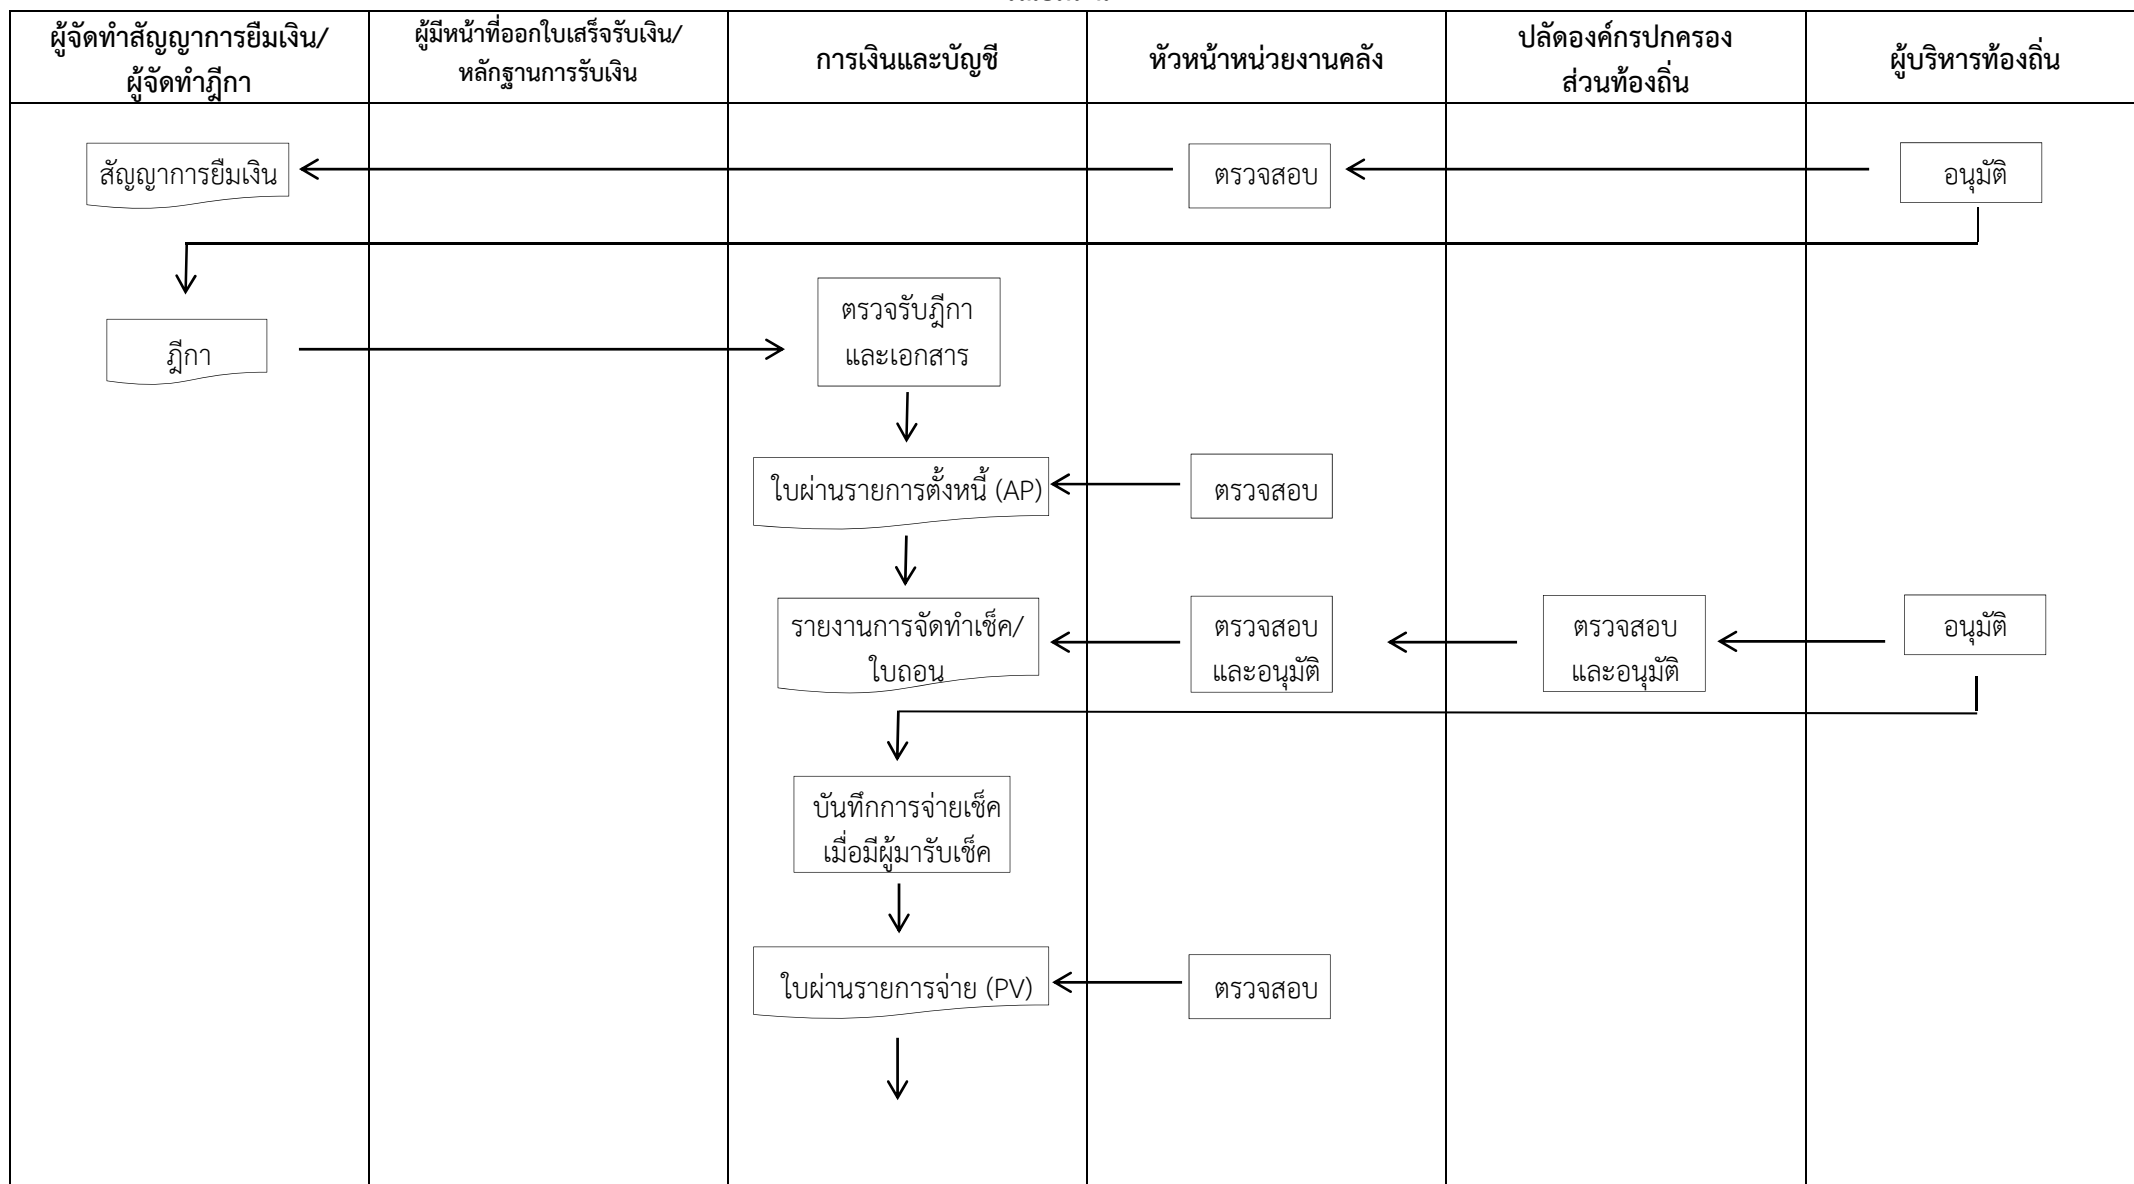 ผู้จัดทำสัญญาการยืมเงิน/
ผู้จัดทำฎีกา
ผู้มีหน้าที่ออกใบเสร็จรับเงิน/
หลักฐานการรับเงิน
การเงินและบัญชี
หัวหน้าหน่วยงานคลัง
ปลัดองค์กรปกครอง
ส่วนท้องถิ่น
ผู้บริหารท้องถิ่น
สัญญาการยืมเงิน
ตรวจสอบ
อนุมัติ
ฎีกา
ตรวจรับฎีกา
และเอกสาร
ใบผ่านรายการตั้งหนี้ (AP)
ตรวจสอบ
รายงานการจัดทำเช็ค/
ใบถอน
ตรวจสอบ
และอนุมัติ
ตรวจสอบ
และอนุมัติ
อนุมัติ
บันทึกการจ่ายเช็ค
เมื่อมีผู้มารับเช็ค
ใบผ่านรายการจ่าย (PV)
ตรวจสอบ